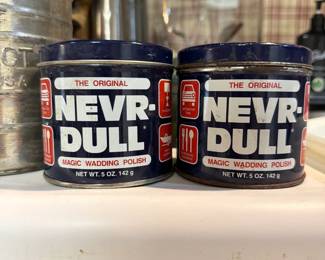 THE ORIGINAL
NEVR-
DULL
MAGIC WADDING POLISH
NET WT. 5 OZ. 142 g
THE ORIGINAL
NEVR-
DULL
MAGIC WADDING POLISH
NET WT. 5 OZ. 142 g